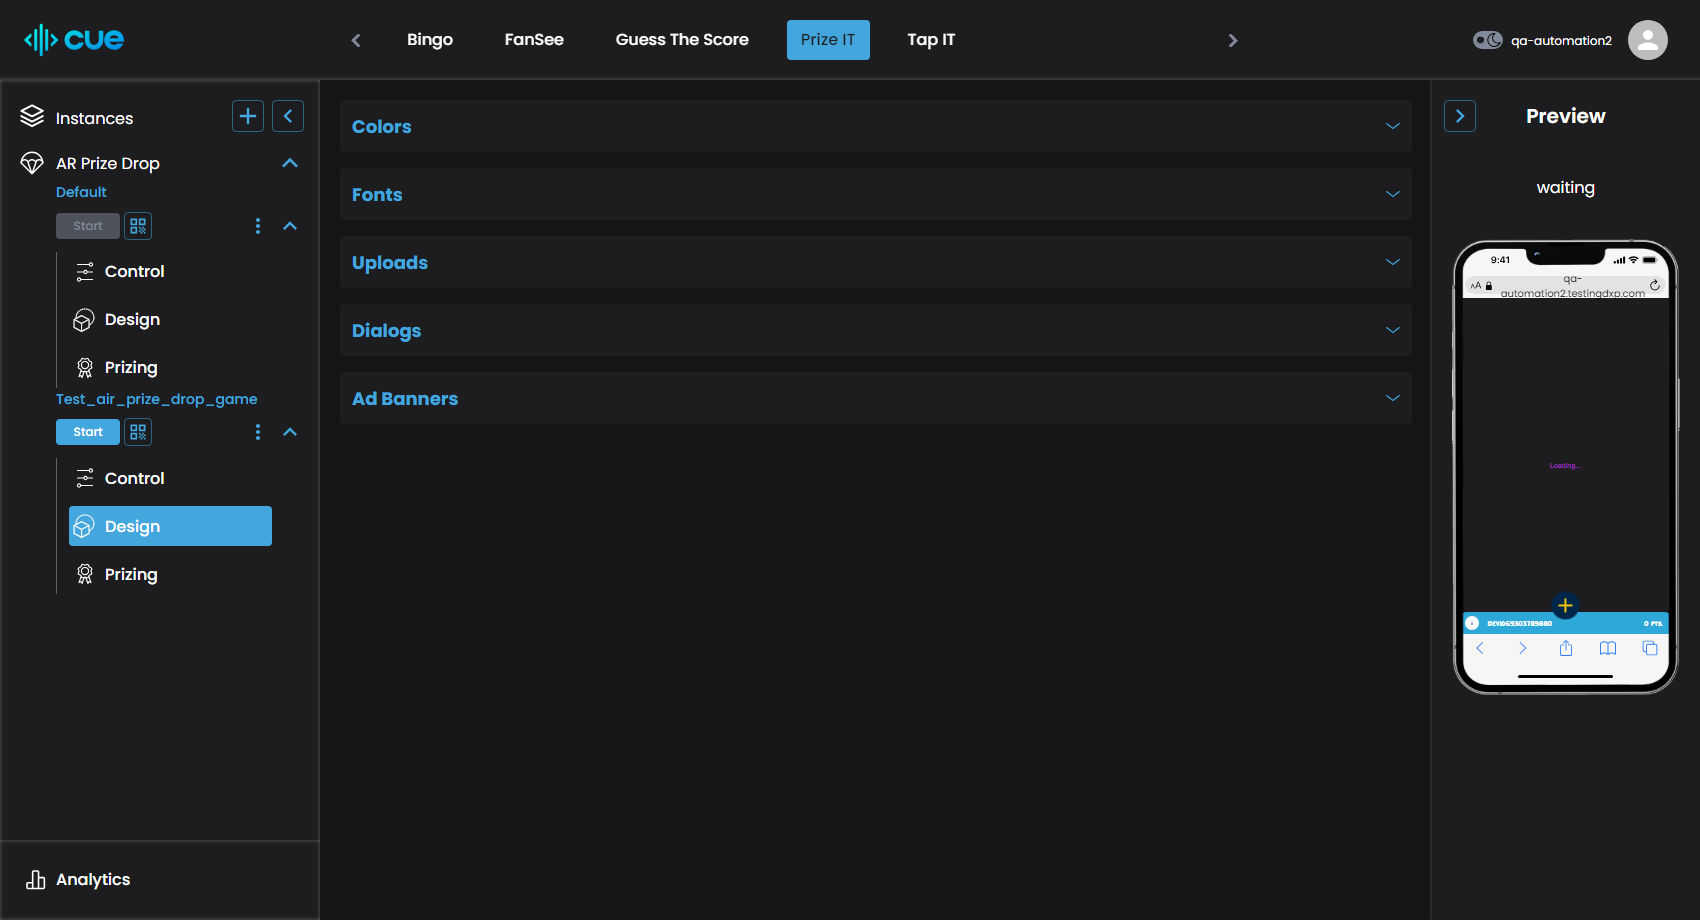 cue
Bingo
FanSee
Guess The Score
Prize IT
Tap IT
qa-automation2
Instances
AR Prize Drop
Default
Start
Control
Design
Prizing
Test_air_prize_drop_game
Start
Control
Design
Prizing
Analytics
Colors
Fonts
Uploads
Dialogs
Ad Banners
Preview
waiting
9:41
AA
qa-
automation2.testingdxp.com
Loading...
0 PTS.